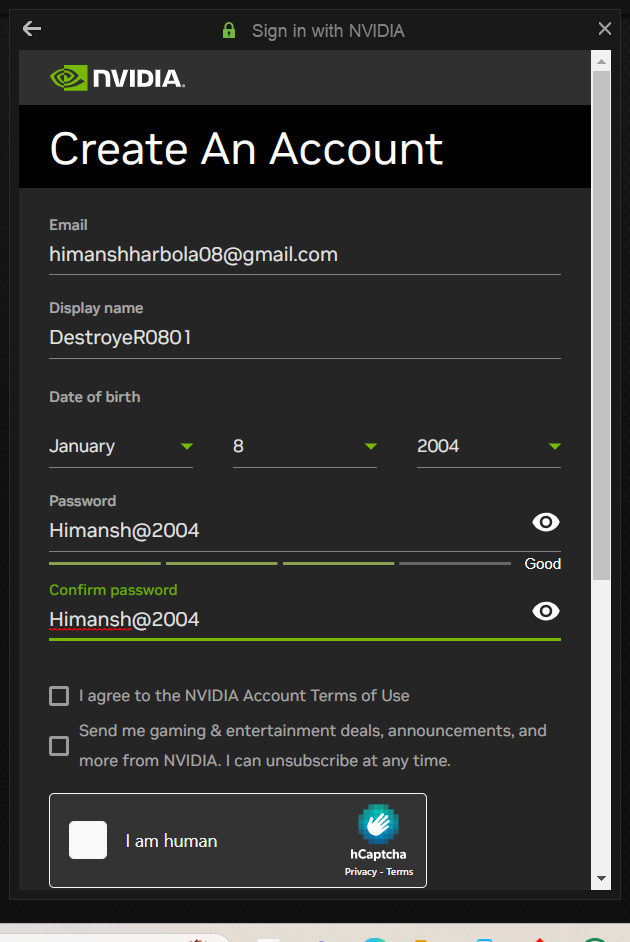 Sign in with NVIDIA
NVIDIA.
Create An Account
Email
himanshharbola08@gmail.com
Display name
DestroyeR0801
Date of birth
January 8 2004
Password
Himansh@2004
Good
Confirm password
Himansh@2004
I agree to the NVIDIA Account Terms of Use
Send me gaming & entertainment deals, announcements, and
more from NVIDIA. I can unsubscribe at any time.
I am human
hCaptcha
Privacy - Terms